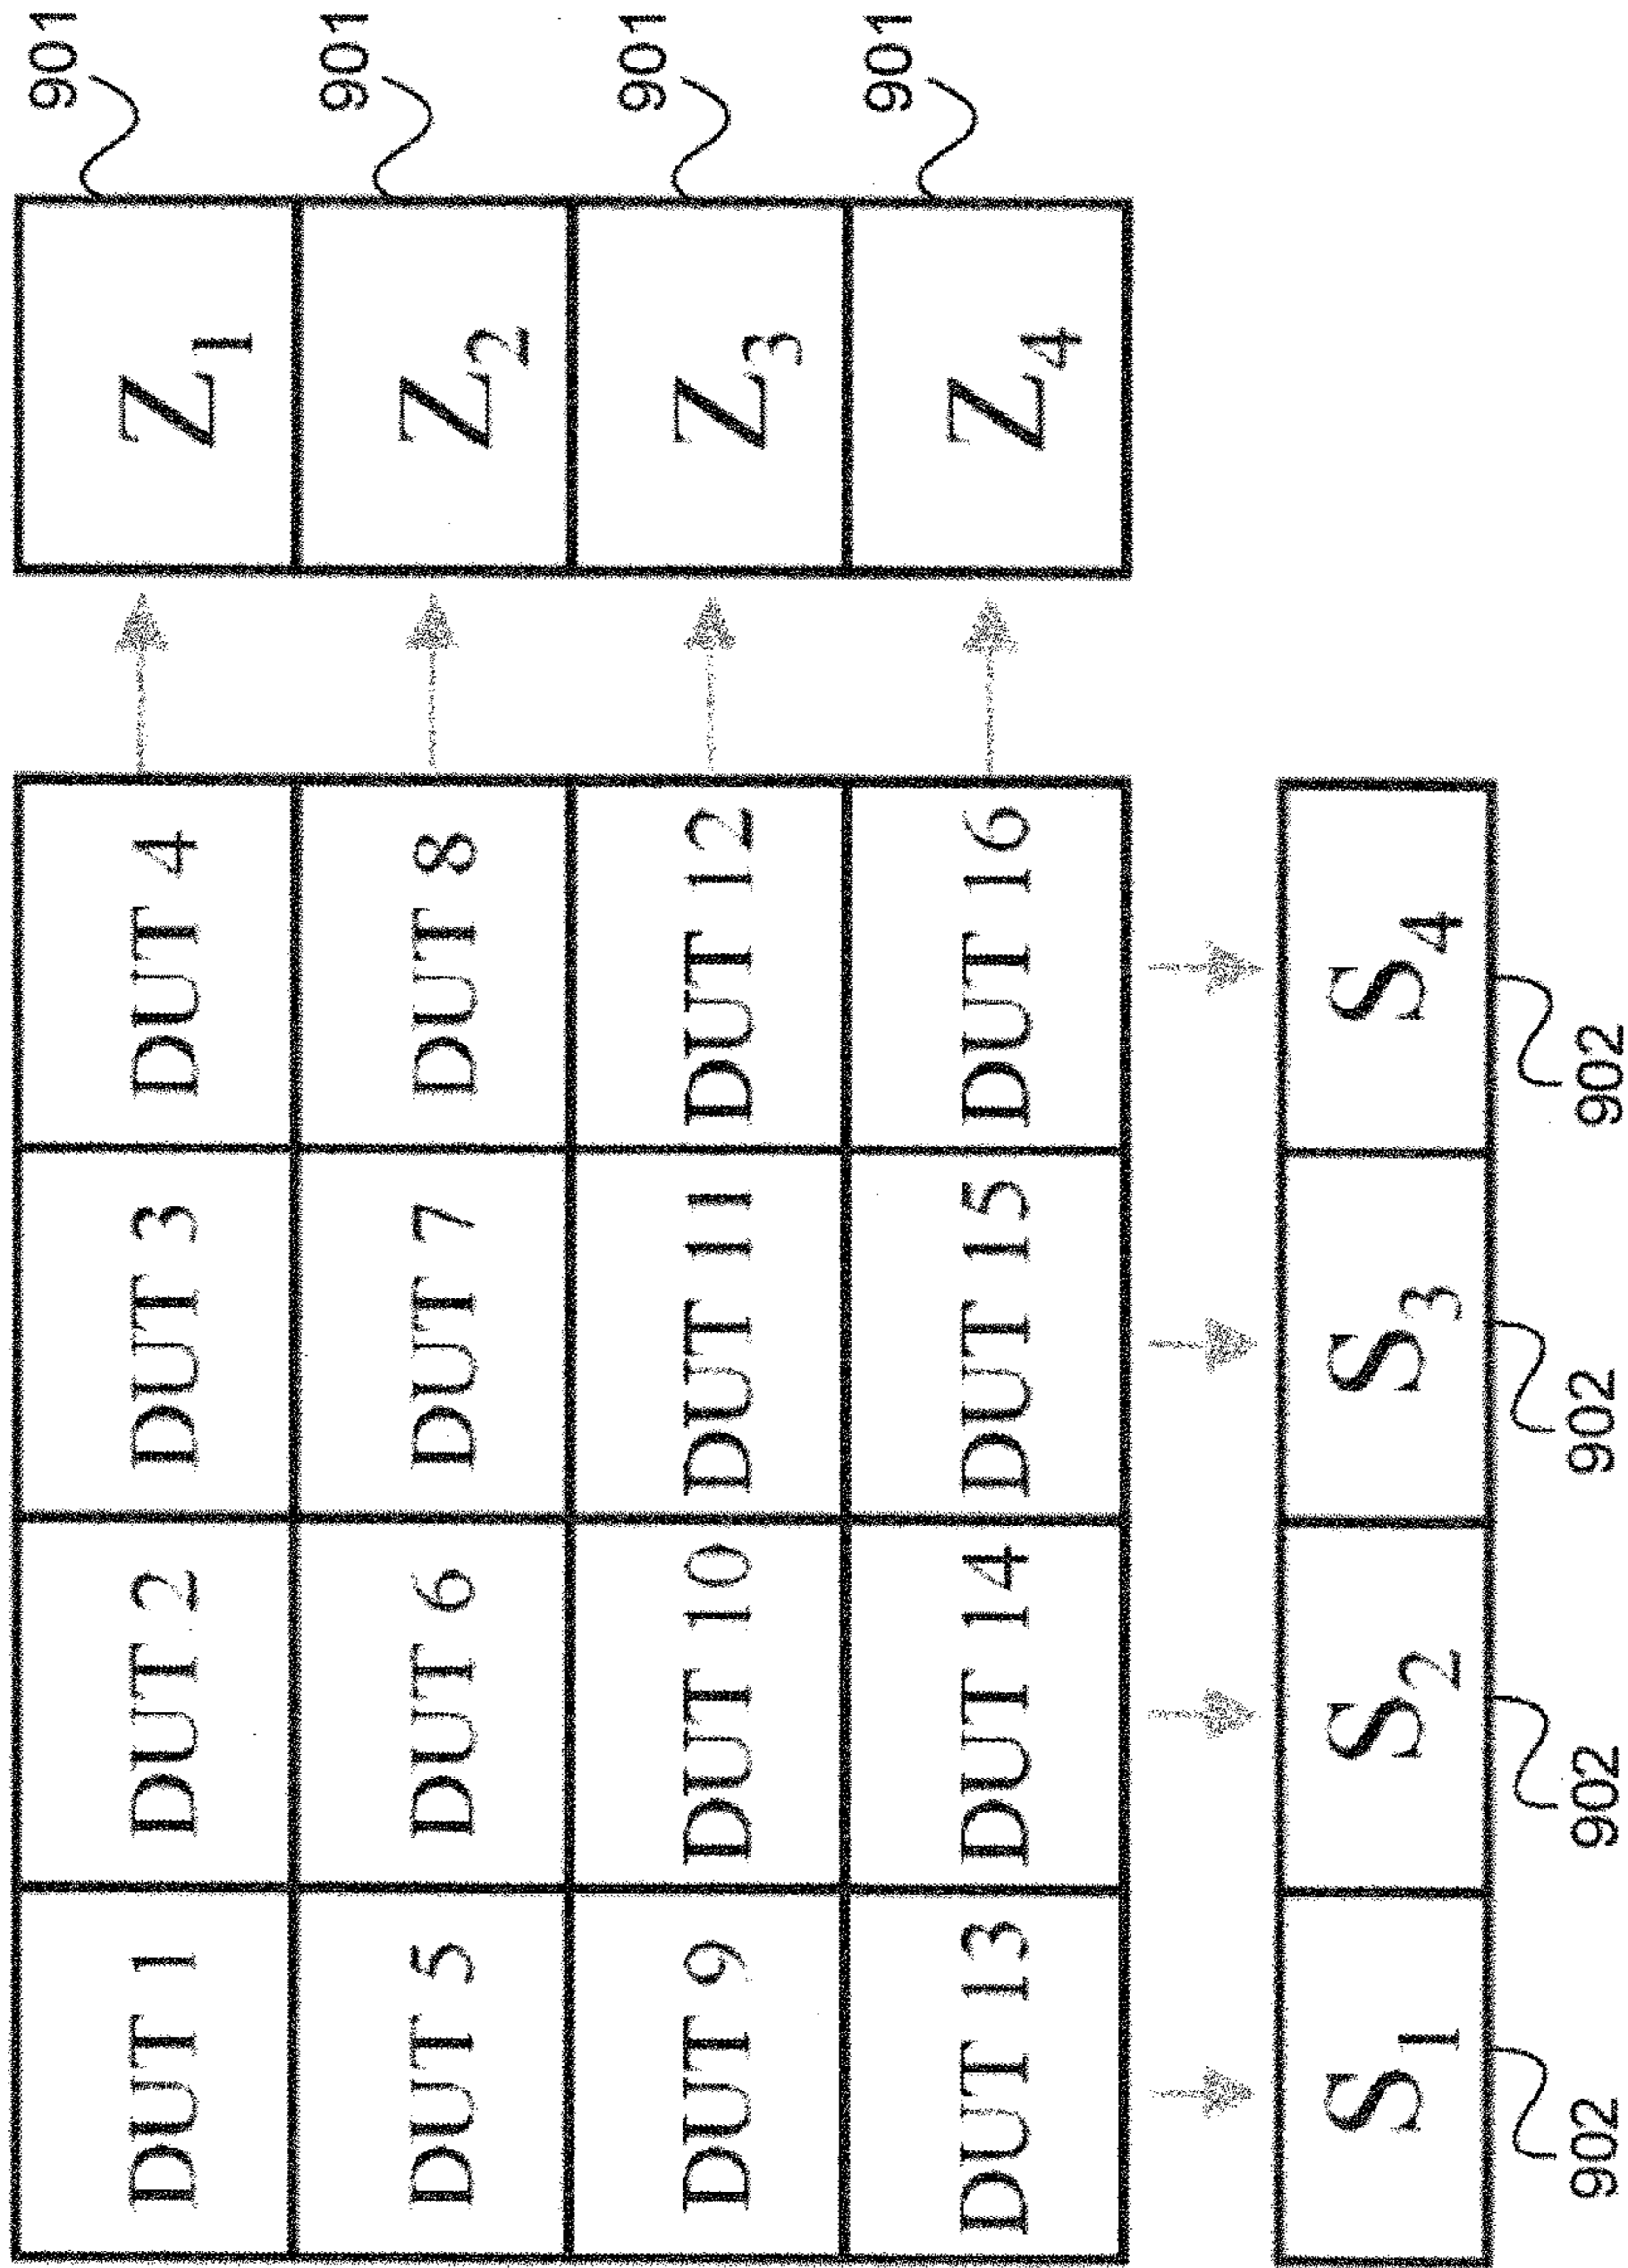 901
DUT 1 DUT 2 DUT 3 DUT 4 Z₁
901
DUT 5 DUT 6 DUT 7 DUT 8 Z₂
901
DUT 9 DUT 10 DUT 11 DUT 12 Z₃
901
DUT 13 DUT 14 DUT 15 DUT 16 Z₄
S₁ S₂ S₃ S₄
902 902 902 902